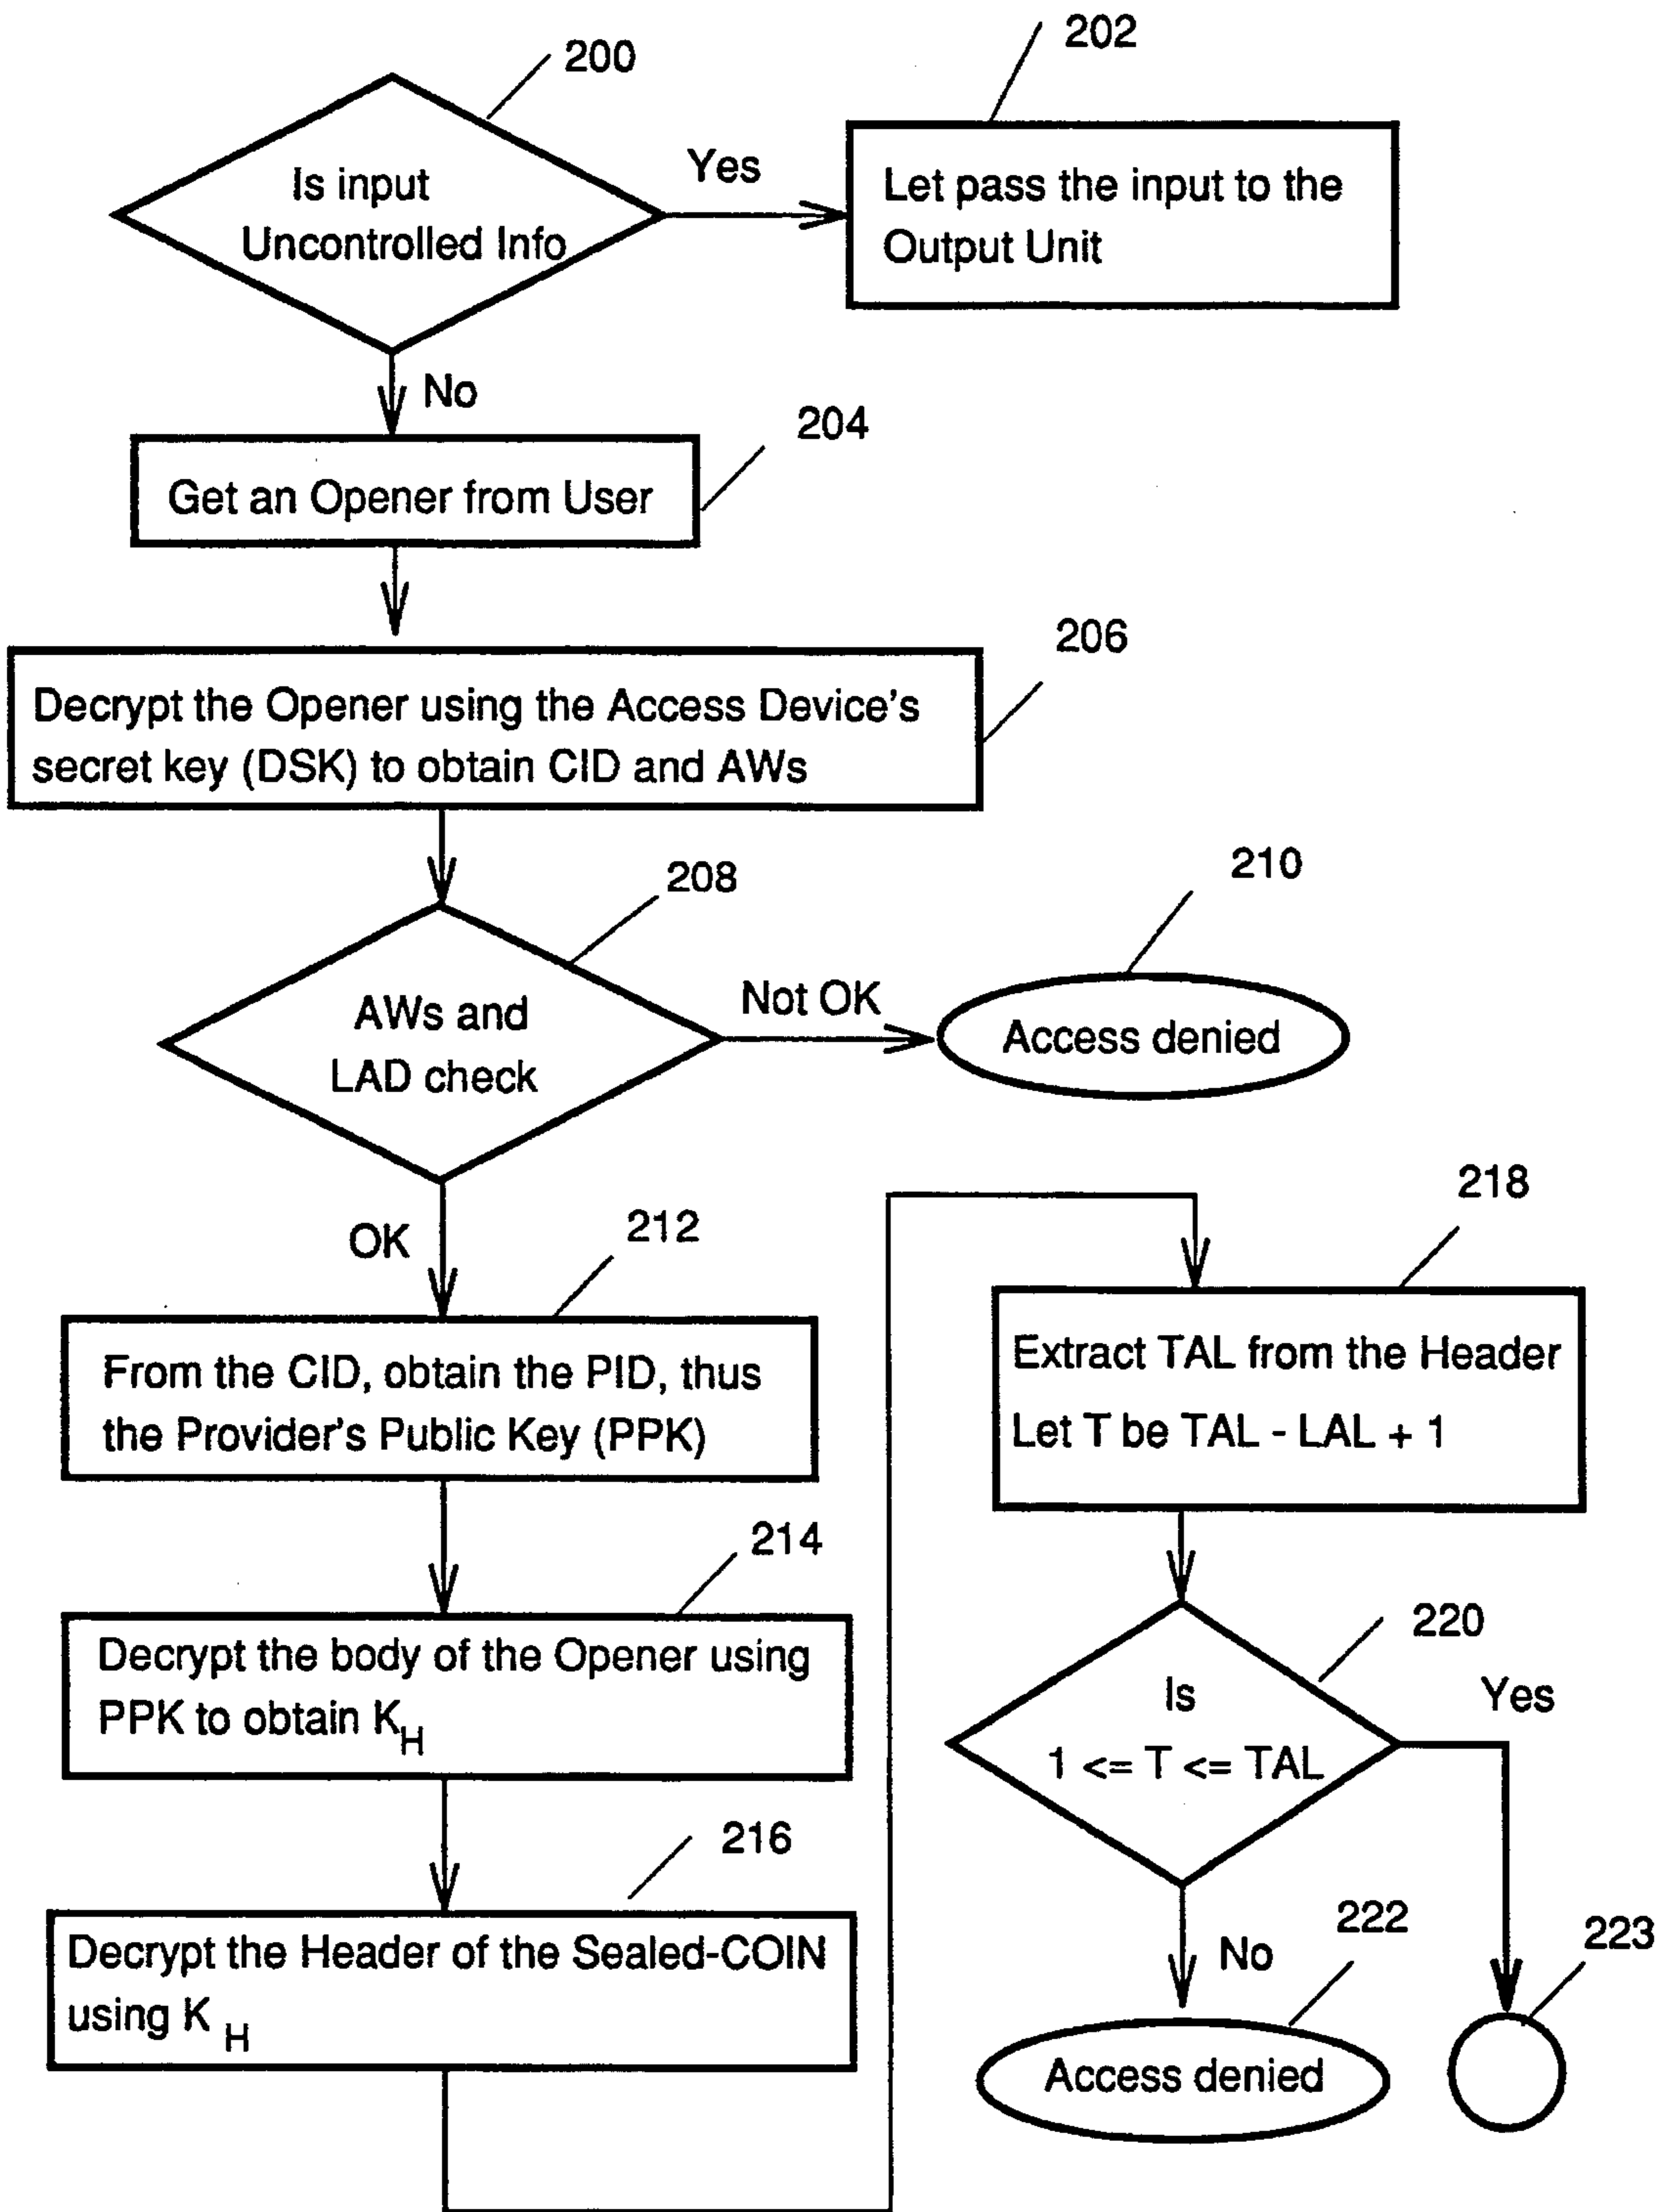 200
202
Is input
Uncontrolled Info
Yes
Let pass the input to the
Output Unit
No
204
Get an Opener from User
206
Decrypt the Opener using the Access Device's
secret key (DSK) to obtain CID and AWs
208
210
AWs and
LAD check
Not OK
Access denied
OK
212
From the CID, obtain the PID, thus
the Provider's Public Key (PPK)
214
Decrypt the body of the Opener using
PPK to obtain K_H
216
Decrypt the Header of the Sealed-COIN
using K_H
218
Extract TAL from the Header
Let T be TAL - LAL + 1
220
Is
1 <= T <= TAL
Yes
No
222
Access denied
223